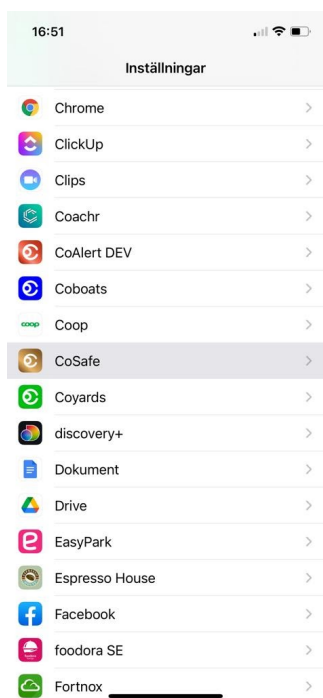 16:51
Inställningar
Chrome
ClickUp
Clips
Coachr
CoAlert DEV
Coboats
coop Coop
CoSafe
Coyards
discovery+
Dokument
Drive
EasyPark
Espresso House
Facebook
foodora SE
Fortnox